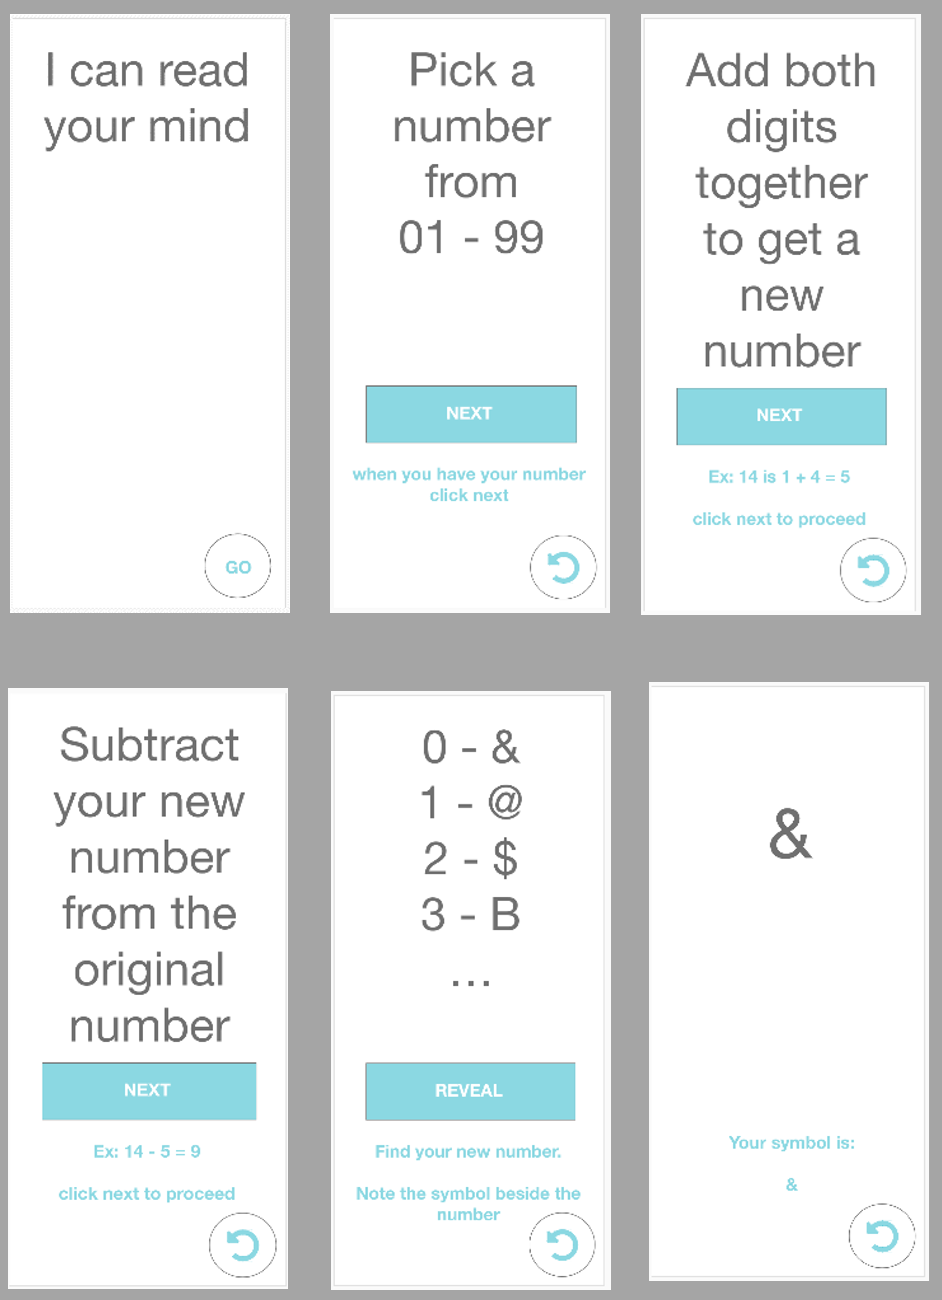 I can read
your mind
GO
Pick a
number
from
01 - 99
NEXT
when you have your number
click next
Add both
digits
together
to get a
new
number
NEXT
Ex: 14 is 1 + 4 = 5
click next to proceed
Subtract
your new
number
from the
original
number
NEXT
Ex: 14 - 5 = 9
click next to proceed
0 - &
1 - @
2 - $
3 - B
...
REVEAL
Find your new number.
Note the symbol beside the
number
&
Your symbol is:
&